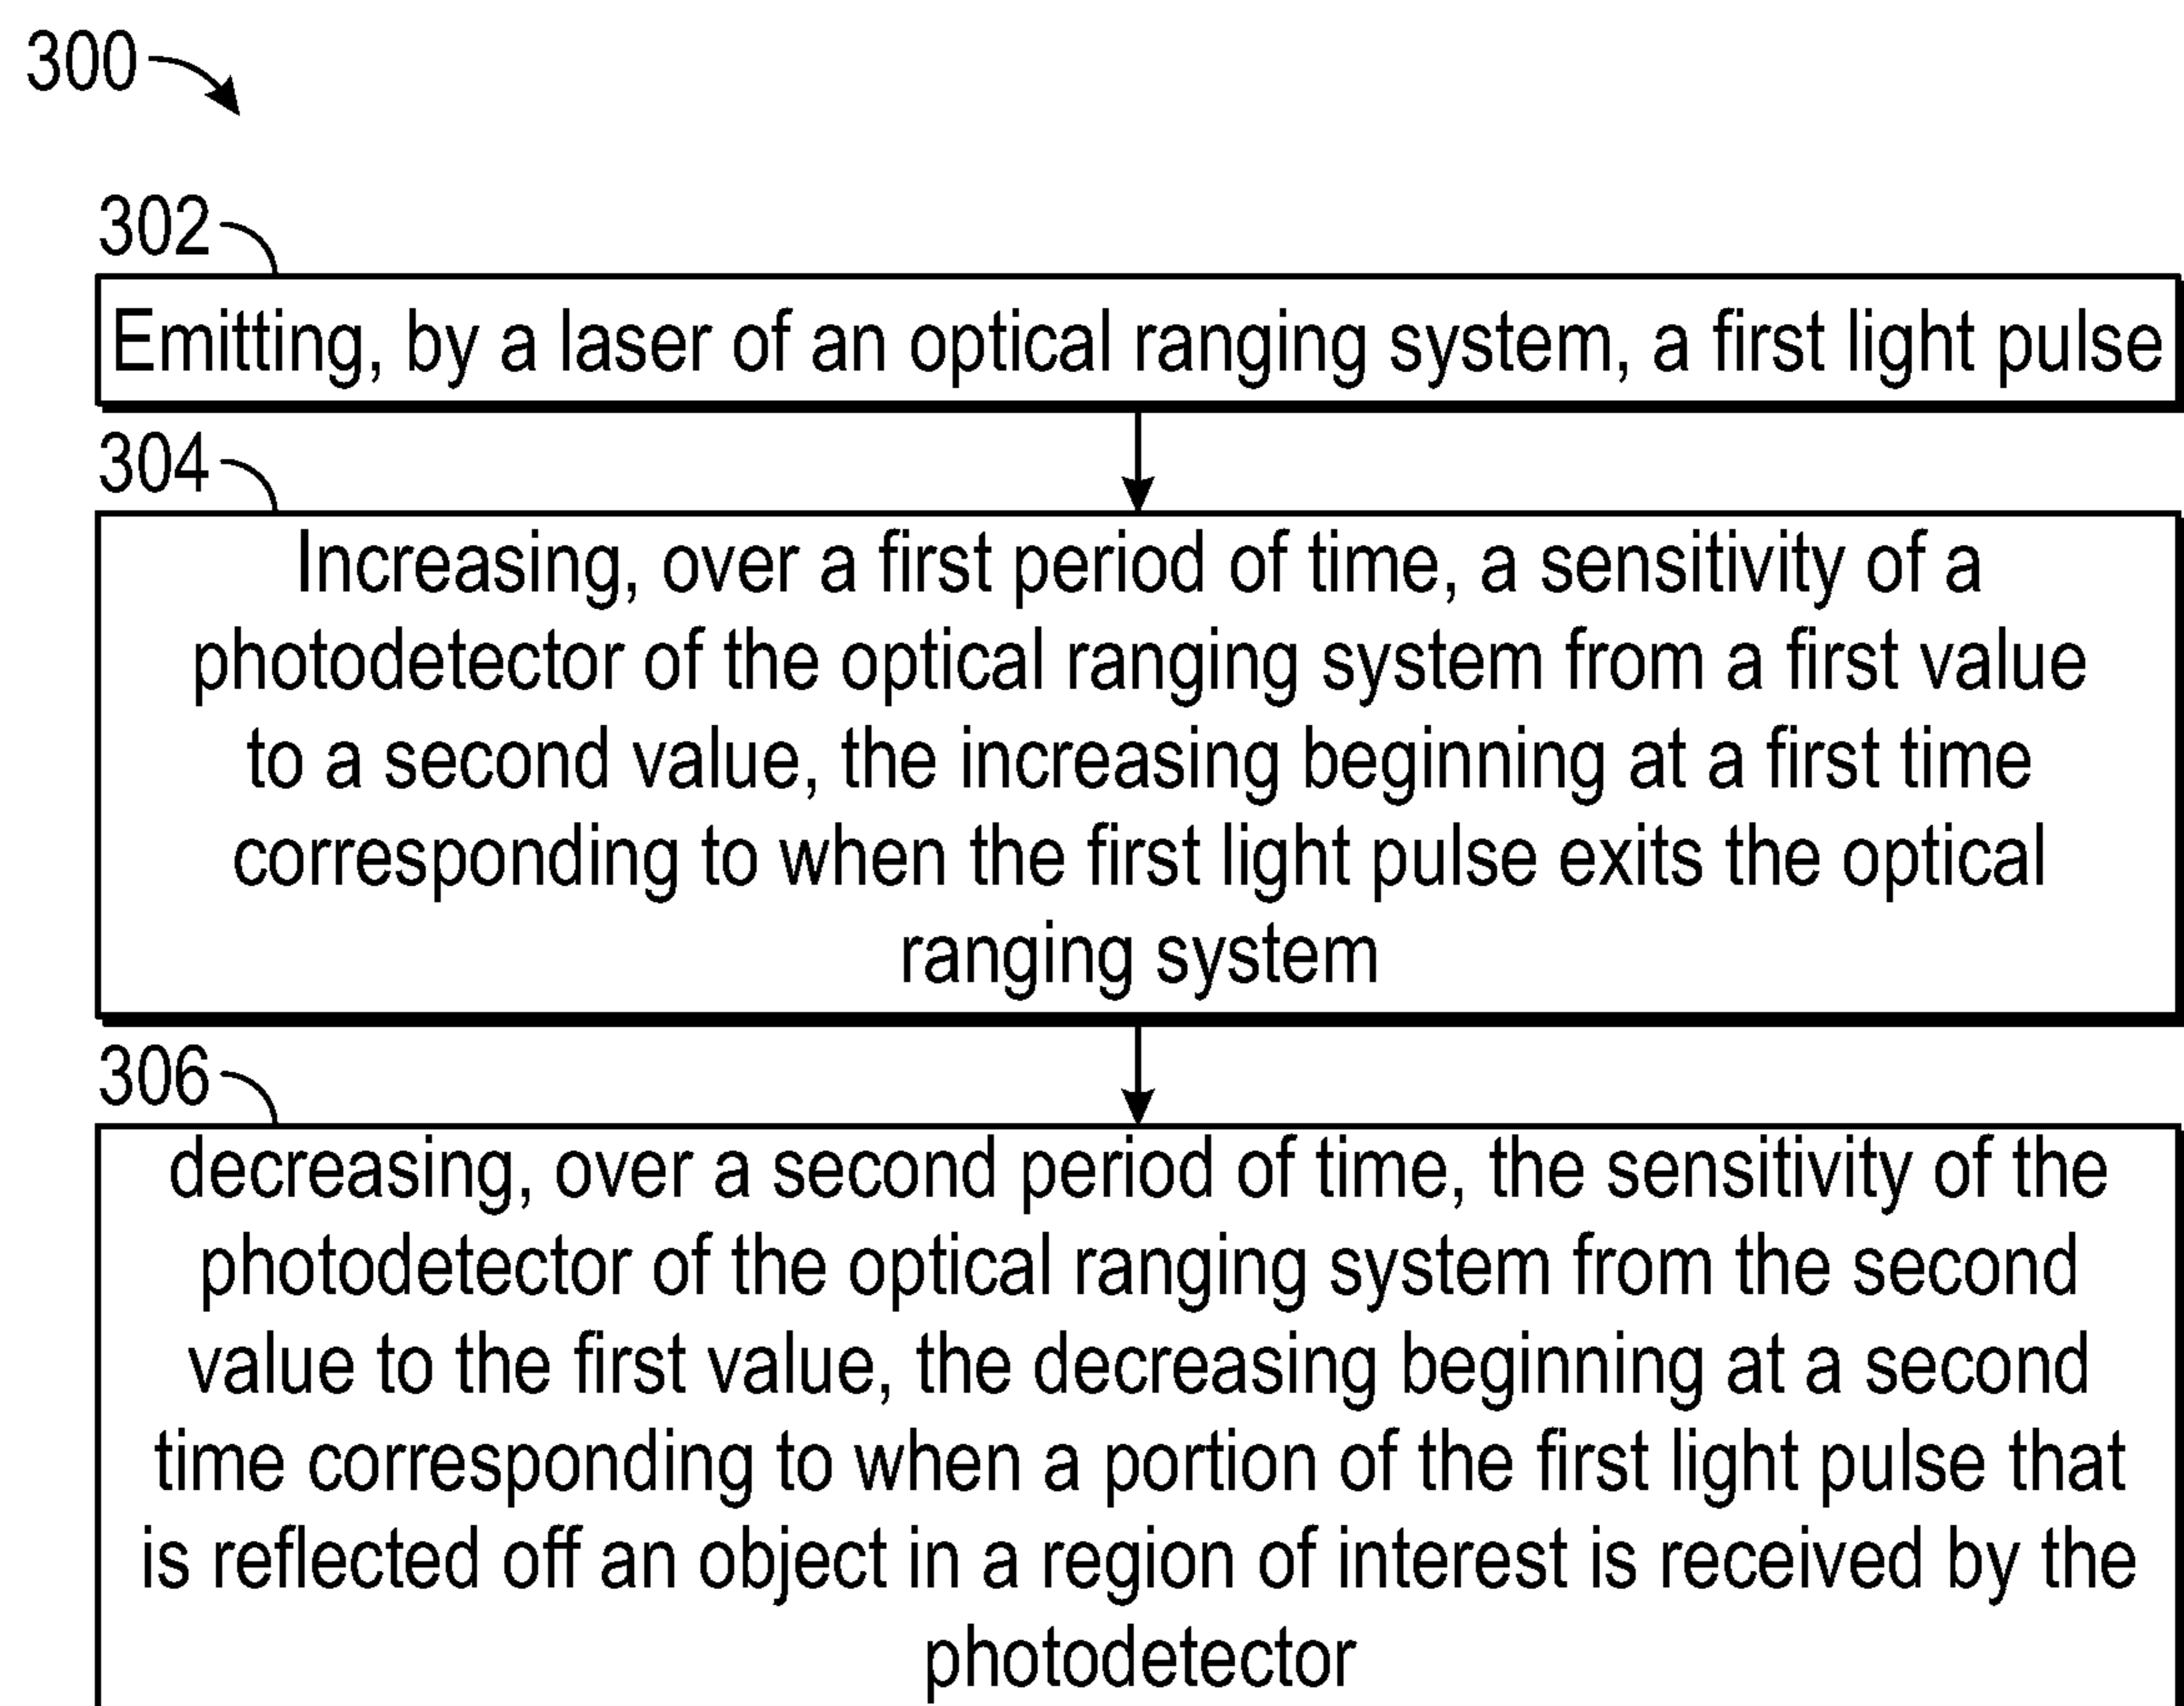 300
302
Emitting, by a laser of an optical ranging system, a first light pulse
304
Increasing, over a first period of time, a sensitivity of a
photodetector of the optical ranging system from a first value
to a second value, the increasing beginning at a first time
corresponding to when the first light pulse exits the optical
ranging system
306
decreasing, over a second period of time, the sensitivity of the
photodetector of the optical ranging system from the second
value to the first value, the decreasing beginning at a second
time corresponding to when a portion of the first light pulse that
is reflected off an object in a region of interest is received by the
photodetector